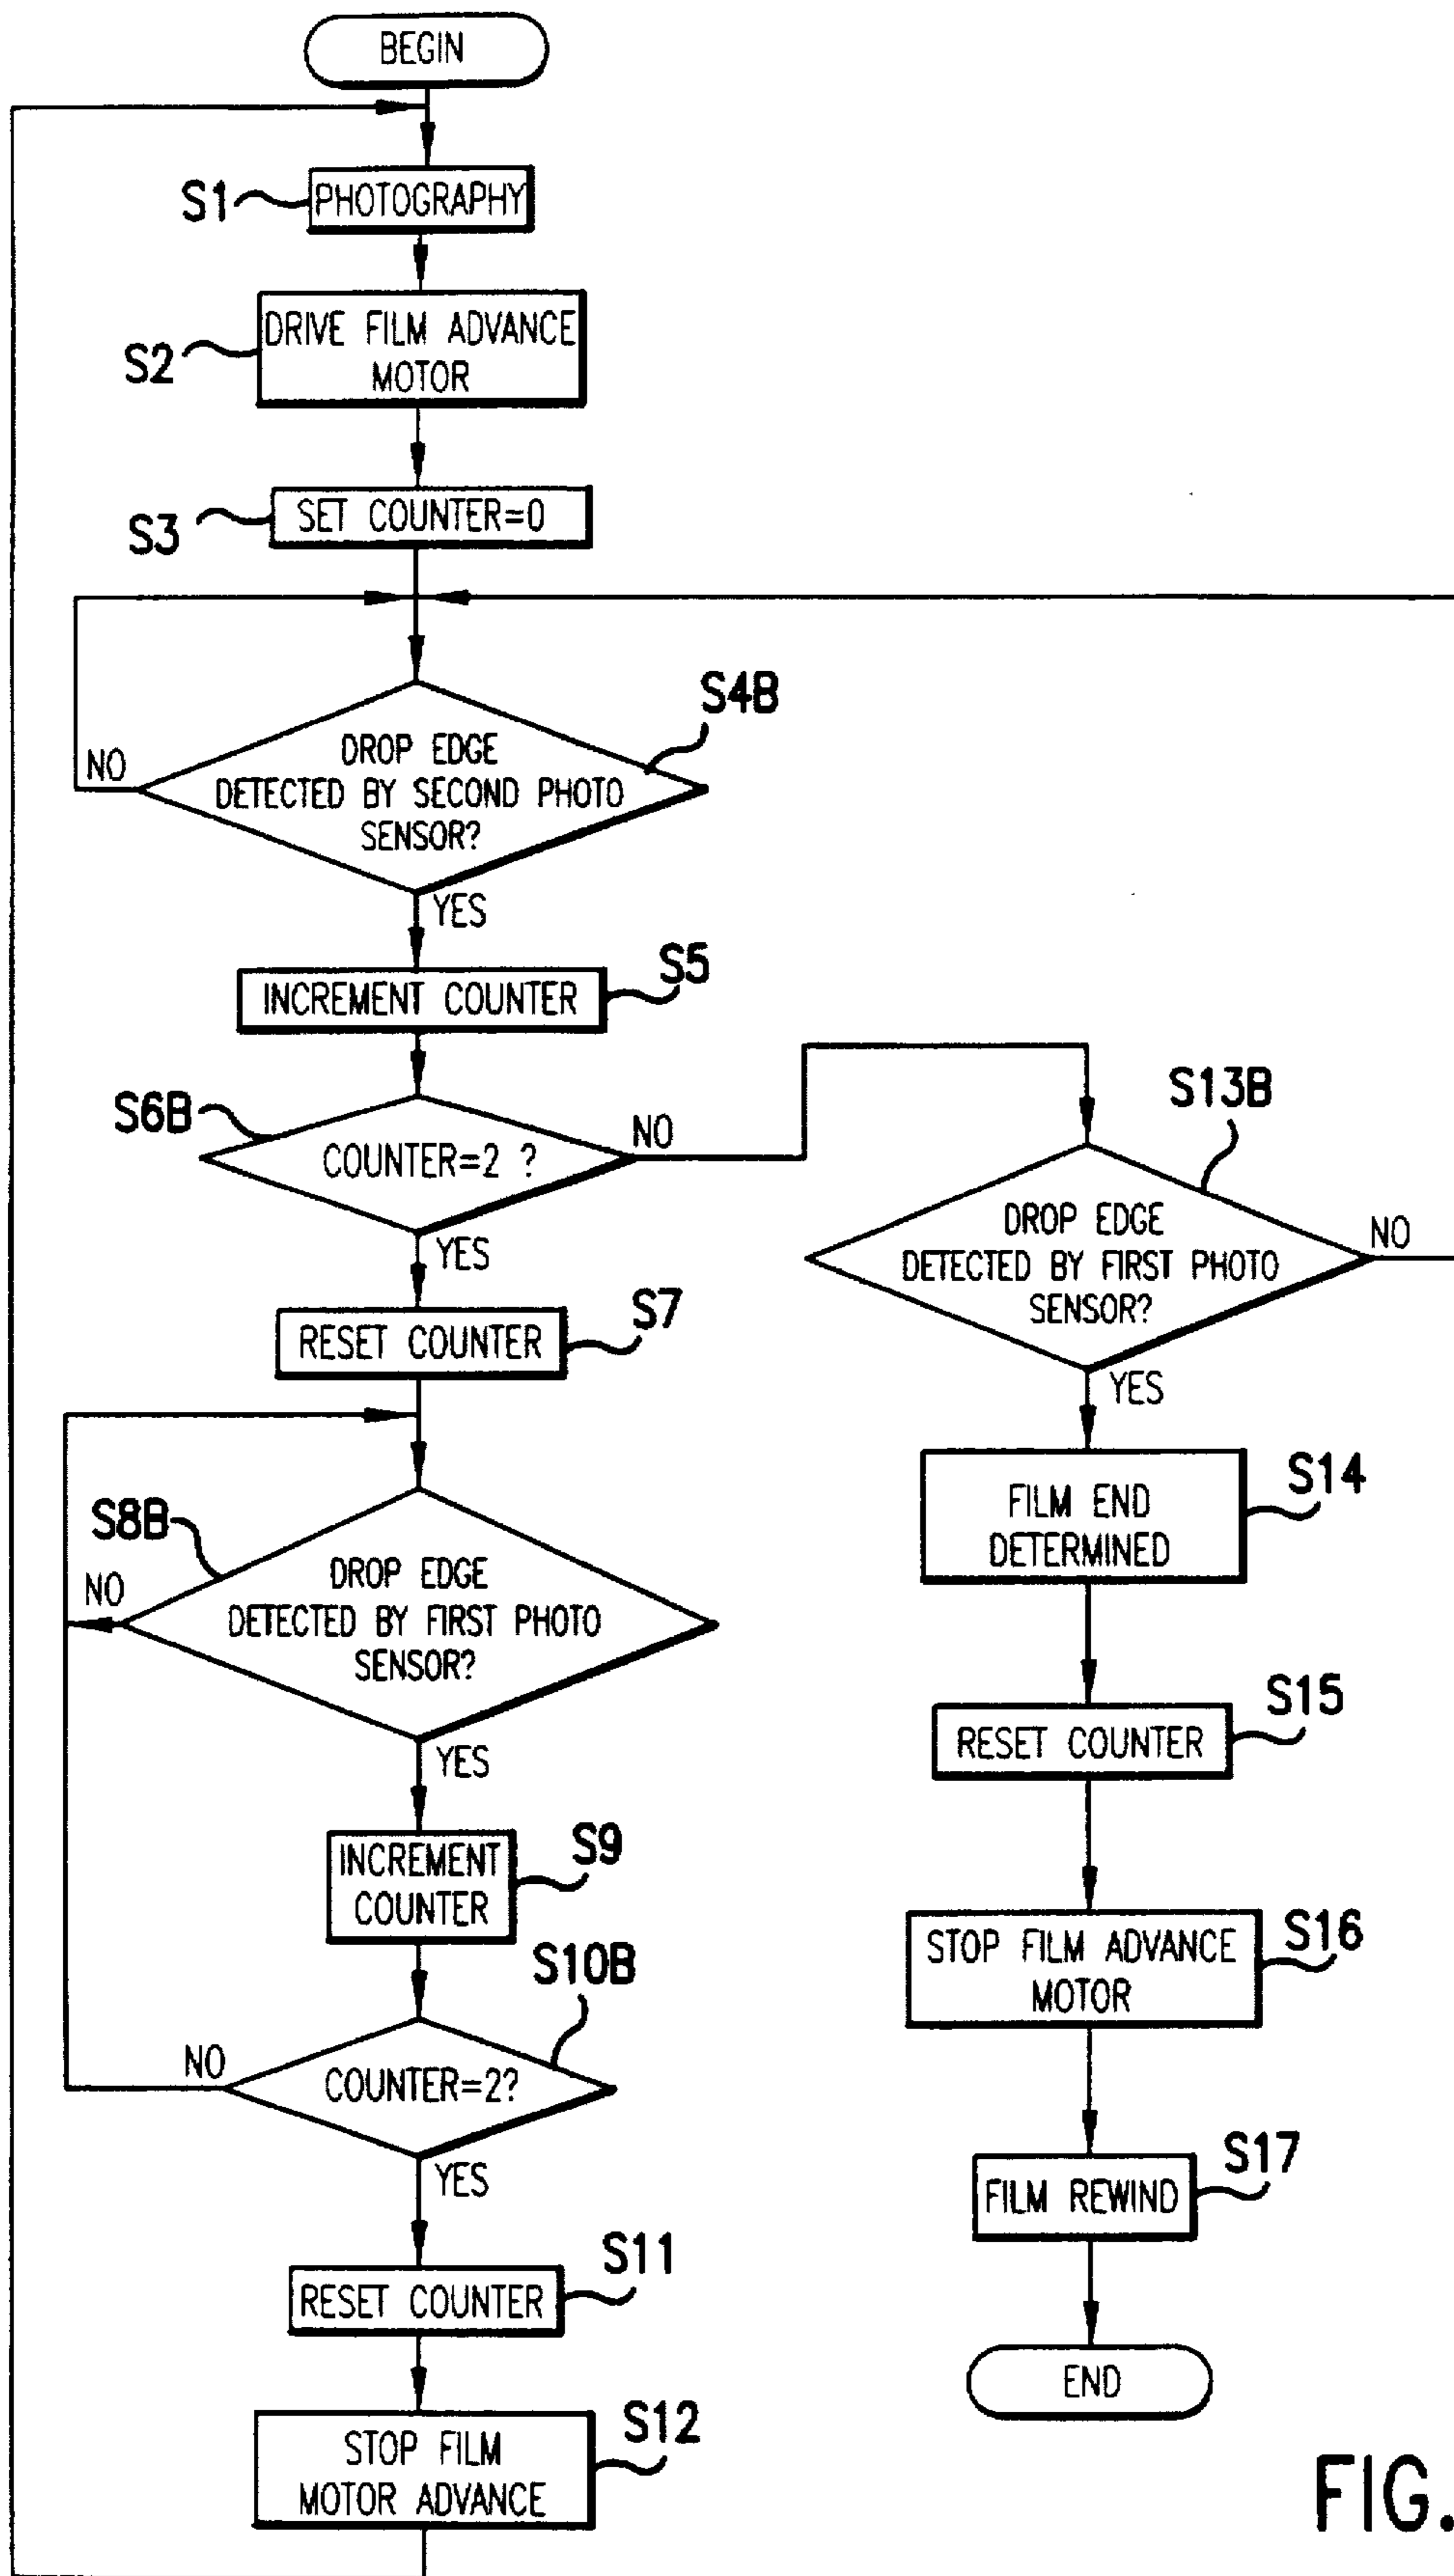 BEGIN
S1
PHOTOGRAPHY
S2
DRIVE FILM ADVANCE
MOTOR
S3
SET COUNTER=0
S4B
DROP EDGE
DETECTED BY SECOND PHOTO
SENSOR?
NO
YES
S5
INCREMENT COUNTER
S6B
COUNTER=2 ?
NO
YES
S7
RESET COUNTER
S8B
DROP EDGE
DETECTED BY FIRST PHOTO
SENSOR?
NO
YES
S9
INCREMENT
COUNTER
S10B
COUNTER=2?
NO
YES
S11
RESET COUNTER
S12
STOP FILM
MOTOR ADVANCE
S13B
DROP EDGE
DETECTED BY FIRST PHOTO
SENSOR?
NO
YES
S14
FILM END
DETERMINED
S15
RESET COUNTER
S16
STOP FILM ADVANCE
MOTOR
S17
FILM REWIND
END
FIG.